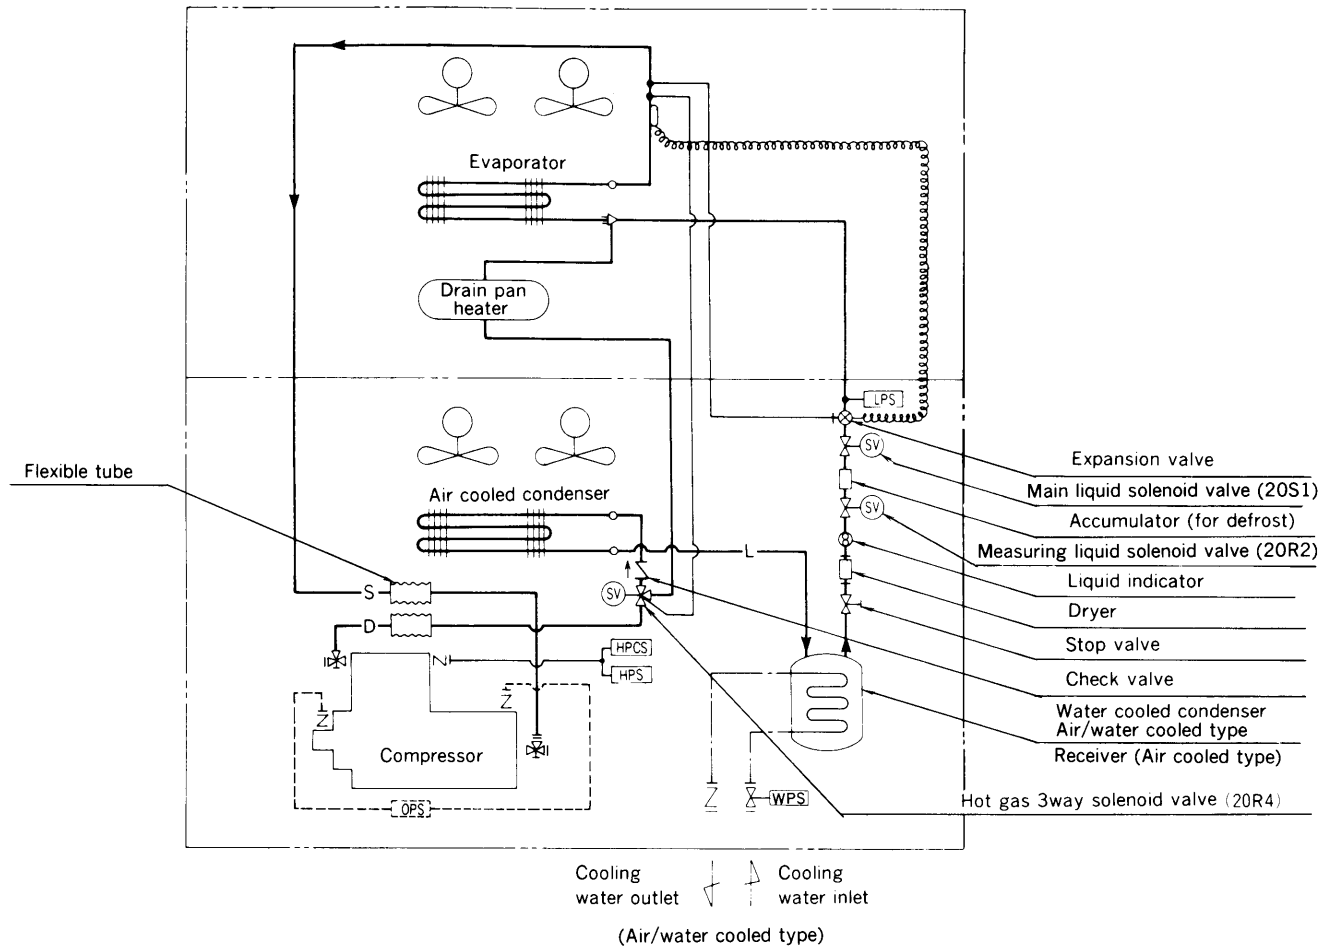 Evaporator
Drain pan
heater
LPS
Expansion valve
SV
Main liquid solenoid valve (20S1)
Flexible tube
Air cooled condenser
Accumulator (for defrost)
SV
Measuring liquid solenoid valve (20R2)
L
Liquid indicator
S
SV
Dryer
D
Stop valve
HPCS
HPS
Check valve
Water cooled condenser
Air/water cooled type
Receiver (Air cooled type)
Compressor
WPS
OPS
Hot gas 3way solenoid valve (20R4)
Cooling
water outlet
Cooling
water inlet
(Air/water cooled type)